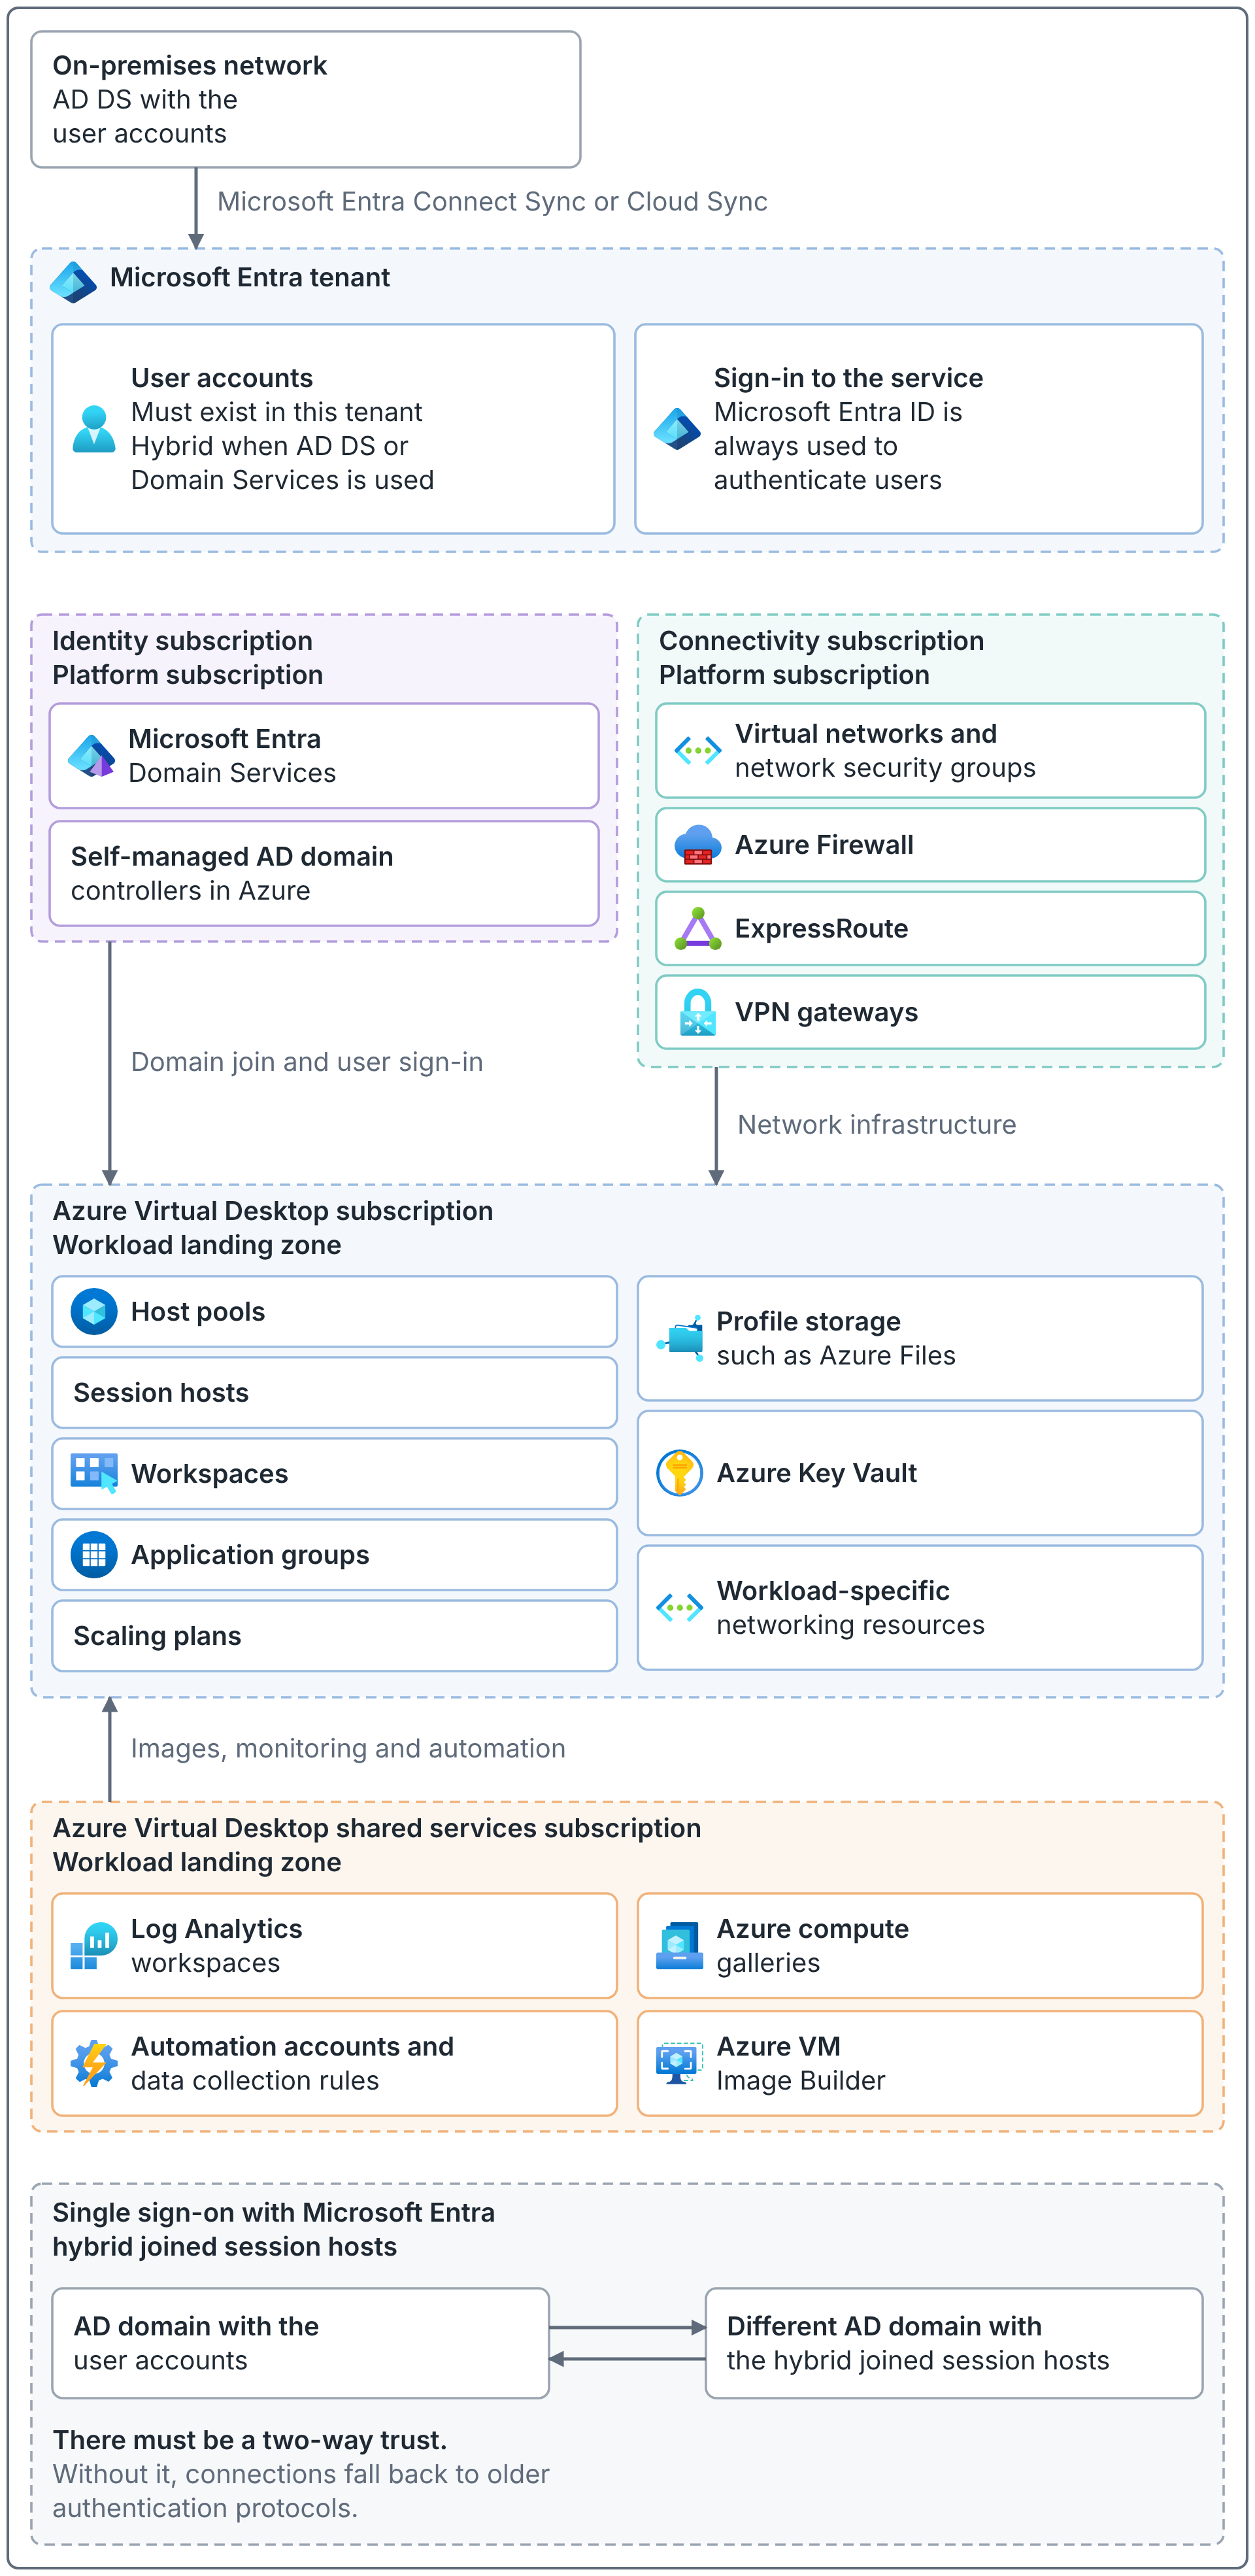 On-premises network
AD DS with the
user accounts
Microsoft Entra Connect Sync or Cloud Sync
Microsoft Entra tenant
User accounts
Must exist in this tenant
Hybrid when AD DS or
Domain Services is used
Sign-in to the service
Microsoft Entra ID is
always used to
authenticate users
Identity subscription
Platform subscription
Microsoft Entra
Domain Services
Self-managed AD domain
controllers in Azure
Connectivity subscription
Platform subscription
Virtual networks and
network security groups
Azure Firewall
ExpressRoute
VPN gateways
Domain join and user sign-in
Network infrastructure
Azure Virtual Desktop subscription
Workload landing zone
Host pools
Session hosts
Workspaces
Application groups
Scaling plans
Profile storage
such as Azure Files
Azure Key Vault
Workload-specific
networking resources
Images, monitoring and automation
Azure Virtual Desktop shared services subscription
Workload landing zone
Log Analytics
workspaces
Azure compute
galleries
Automation accounts and
data collection rules
Azure VM
Image Builder
Single sign-on with Microsoft Entra
hybrid joined session hosts
AD domain with the
user accounts
Different AD domain with
the hybrid joined session hosts
There must be a two-way trust.
Without it, connections fall back to older
authentication protocols.